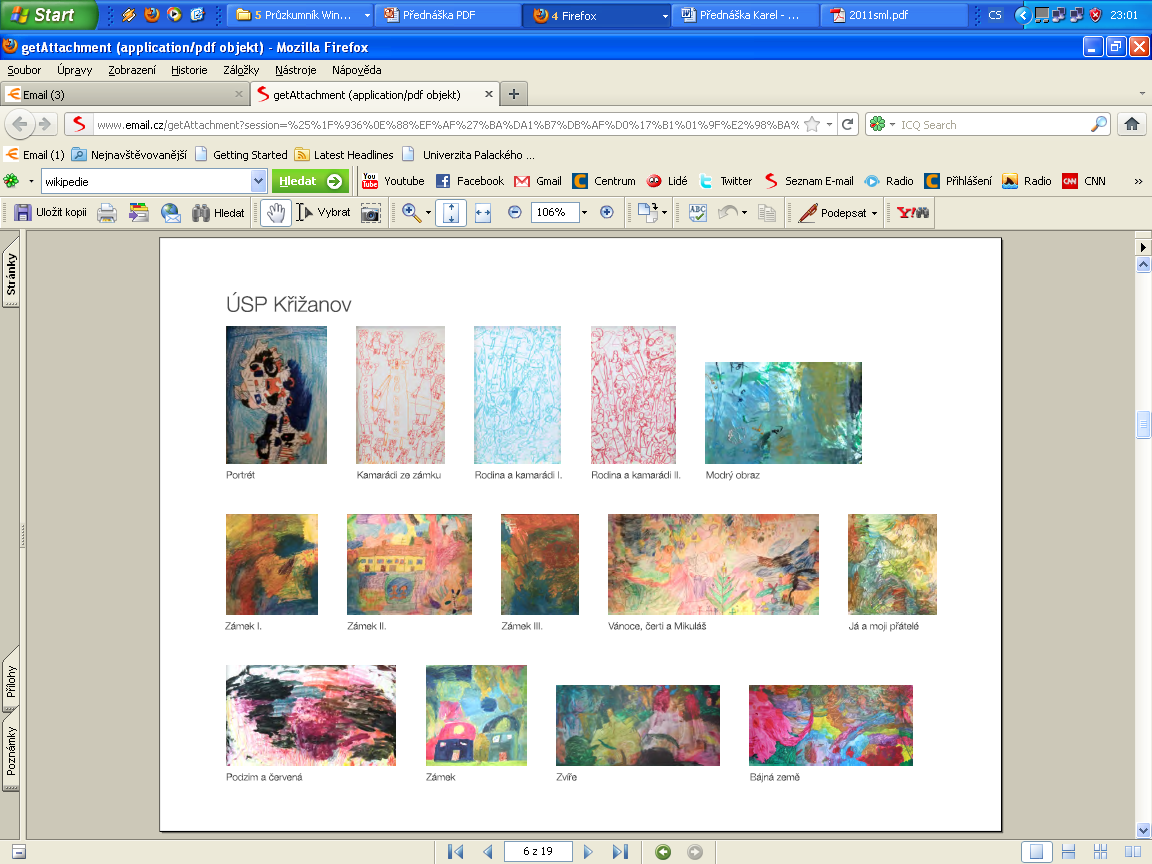 Start
5 Průzkumník Win...
Přednáška PDF
4 Firefox
Přednáška Karel - ...
2011sml.pdf
CS
23:01
getAttachment (application/pdf objekt) - Mozilla Firefox
Soubor Úpravy Zobrazení Historie Záložky Nástroje Nápověda
Email (3)
getAttachment (application/pdf objekt)
www.email.cz/getAttachment?session=%25%1F%936%0E%88%EF%AF%27%BA%DA1%B7%DB%AF%D0%17%B1%01%9F%E2%98%BA%
ICQ Search
Email (1) Nejnavštěvovanější Getting Started Latest Headlines Univerzita Palackého ...
wikipedie Hledat Youtube Facebook Gmail Centrum Lidé Twitter Seznam E-mail Radio Přihlášení Radio CNN »
Uložit kopii Hledat Vybrat 106% Podepsat Y!
Stránky
Přílohy
Poznámky
ÚSP Křižanov
Portrét
Kamarádi ze zámku
Rodina a kamarádi I.
Rodina a kamarádi II.
Modrý obraz
Zámek I.
Zámek II.
Zámek III.
Vánoce, čerti a Mikuláš
Já a moji přátelé
Podzim a červená
Zámek
Zvíře
Bájná země
6 z 19